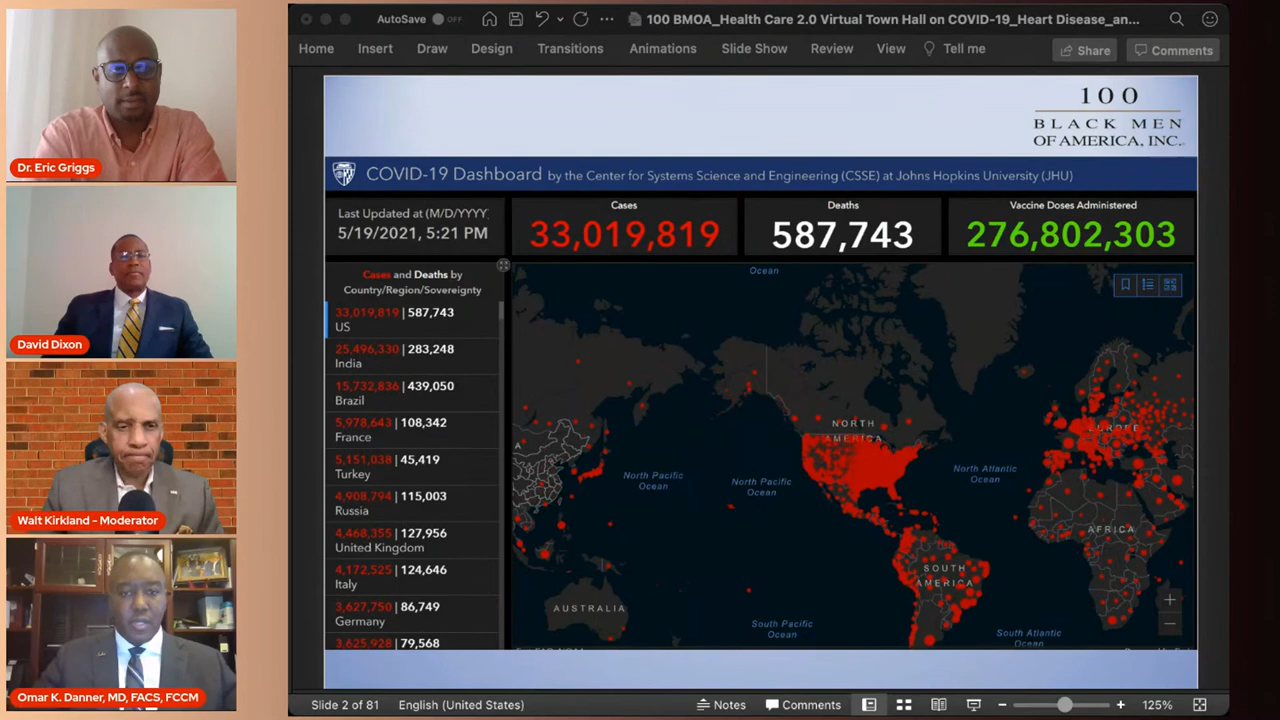 Dr. Eric Griggs
David Dixon
Walt Kirkland - Moderator
Omar K. Danner, MD, FACS, FCCM
AutoSave OFF
100 BMOA_Health Care 2.0 Virtual Town Hall on COVID-19_Heart Disease_an...
Home Insert Draw Design Transitions Animations Slide Show Review View Tell me Share Comments
100
BLACK MEN
OF AMERICA, INC.
COVID-19 Dashboard by the Center for Systems Science and Engineering (CSSE) at Johns Hopkins University (JHU)
Last Updated at (M/D/YYYY)
5/19/2021, 5:21 PM
Cases
33,019,819
Deaths
587,743
Vaccine Doses Administered
276,802,303
Cases and Deaths by
Country/Region/Sovereignty
33,019,819 | 587,743
US
25,496,330 | 283,248
India
15,732,836 | 439,050
Brazil
5,978,643 | 108,342
France
5,151,038 | 45,419
Turkey
4,908,794 | 115,003
Russia
4,468,355 | 127,956
United Kingdom
4,172,525 | 124,646
Italy
3,627,750 | 86,749
Germany
3,625,928 | 79,568
Ocean
NORTH
AMERICA
EUROPE
North Pacific
Ocean
North Pacific
Ocean
North Atlantic
Ocean
AFRICA
SOUTH
AMERICA
AUSTRALIA
South Pacific
Ocean
South Atlantic
Ocean
Slide 2 of 81 English (United States) Notes Comments 125%